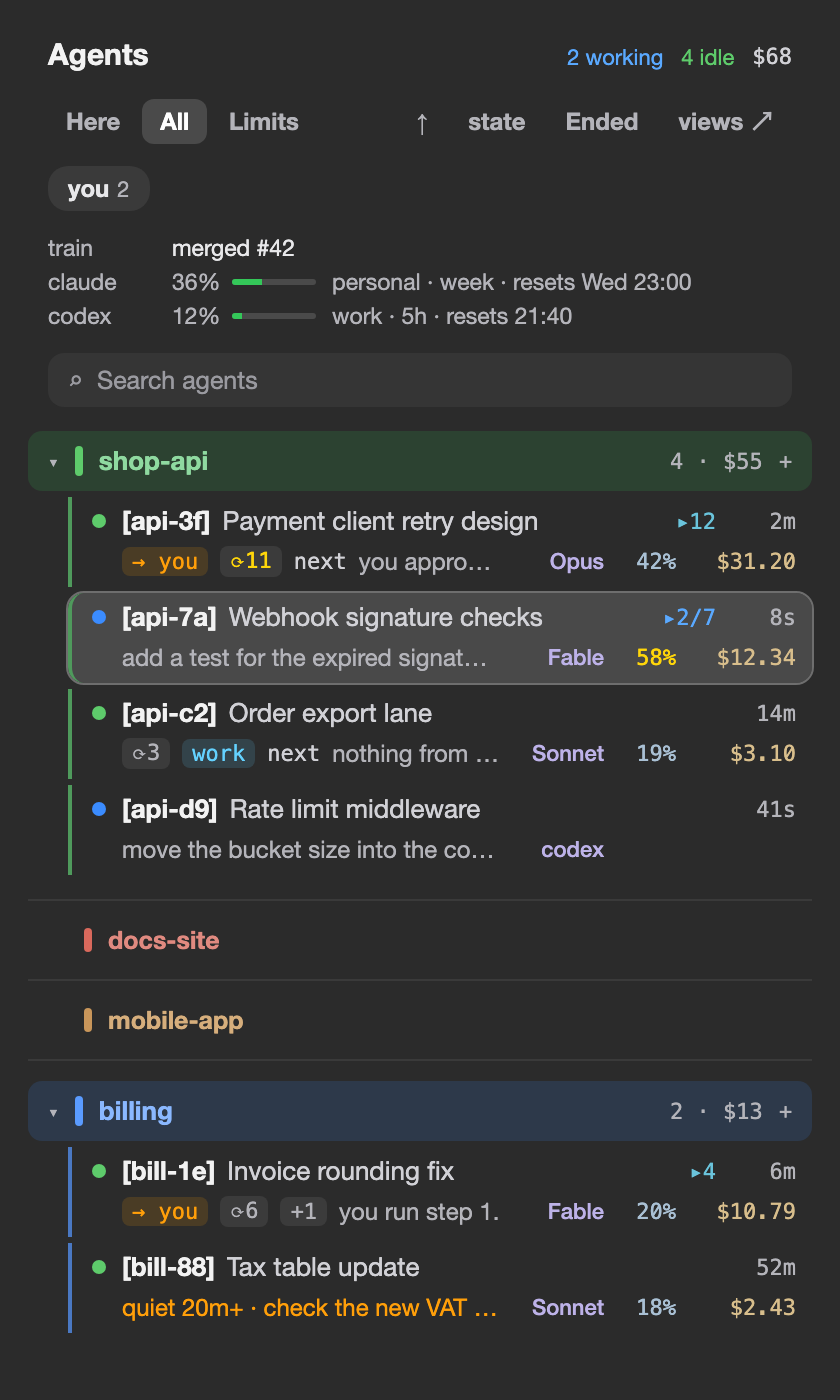 Agents 2 working 4 idle $68
Here All Limits ↑ state Ended views ↗
you 2
train merged #42
claude 36% personal · week · resets Wed 23:00
codex 12% work · 5h · resets 21:40
⌕ Search agents
▾ shop-api 4 · $55 +
[api-3f] Payment client retry design ▸12 2m
→ you ⟳11 next you appro… Opus 42% $31.20
[api-7a] Webhook signature checks ▸2/7 8s
add a test for the expired signat… Fable 58% $12.34
[api-c2] Order export lane 14m
⟳3 work next nothing from … Sonnet 19% $3.10
[api-d9] Rate limit middleware 41s
move the bucket size into the co… codex
docs-site
mobile-app
▾ billing 2 · $13 +
[bill-1e] Invoice rounding fix ▸4 6m
→ you ⟳6 +1 you run step 1. Fable 20% $10.79
[bill-88] Tax table update 52m
quiet 20m+ · check the new VAT … Sonnet 18% $2.43